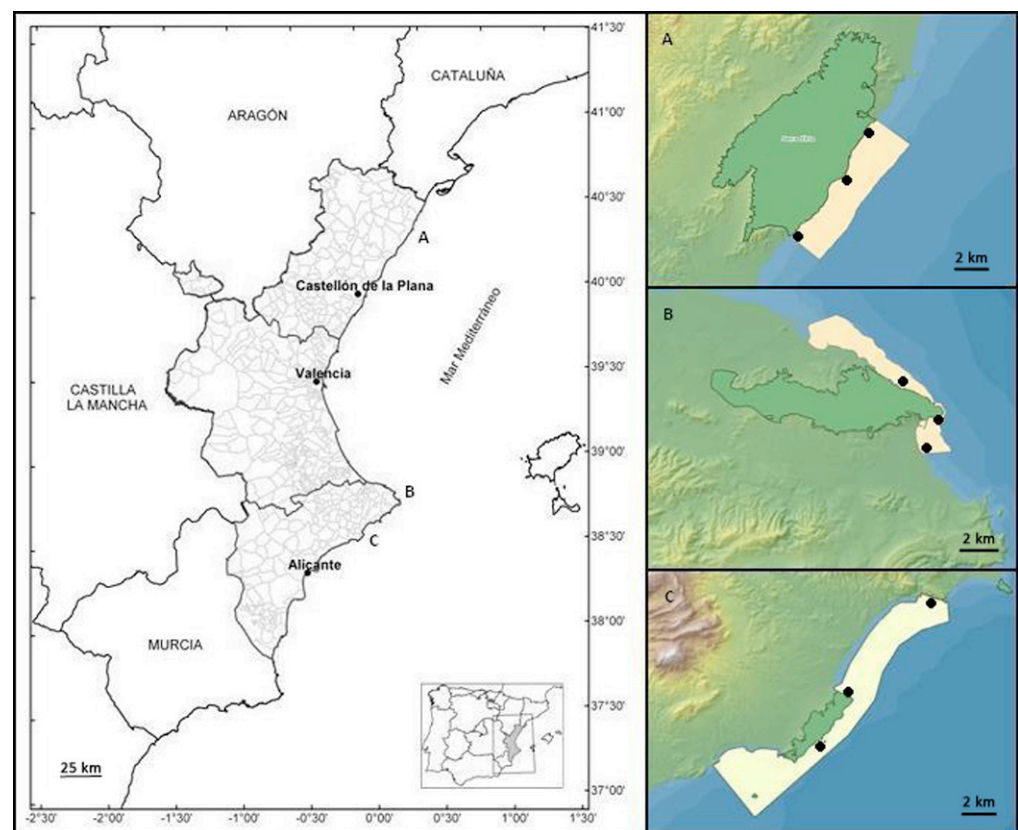 41°30'
CATALUÑA
ARAGÓN
41°00'
40°30'
A
40°00'
Castellón de la Plana
Mar Mediterráneo
39°30'
Valencia
CASTILLA
LA MANCHA
39°00'
B
C
38°30'
Alicante
38°00'
MURCIA
37°30'
25 km
37°00'
-2°30'
-2°00'
-1°30'
-1°00'
-0°30'
0°00'
0°30'
1°00'
1°30'
A
2 km
B
2 km
C
2 km